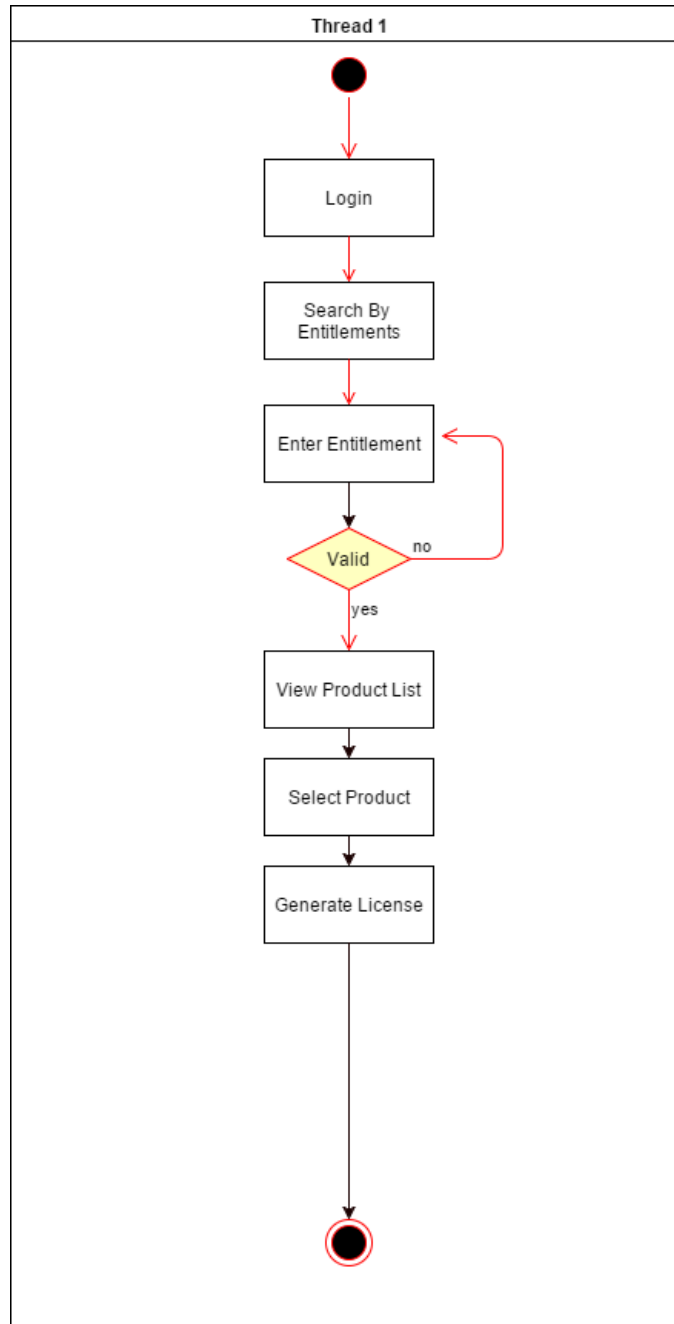 Thread 1
Login
Search By
Entitlements
Enter Entitlement
Valid
no
yes
View Product List
Select Product
Generate License